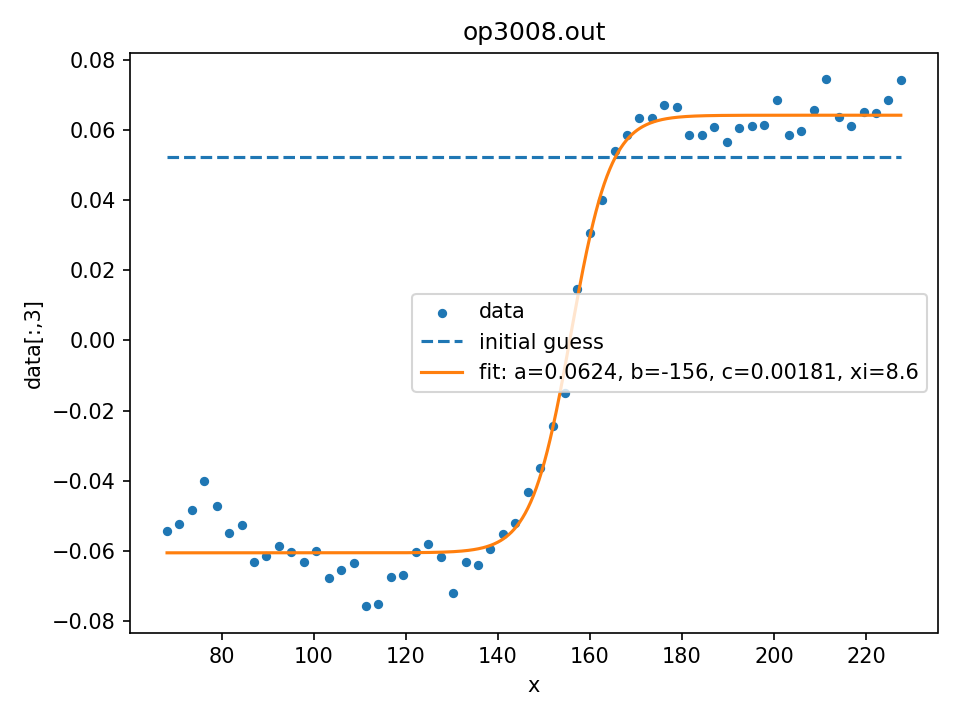 op3008.out
0.08
0.06
0.04
0.02
0.00
−0.02
−0.04
−0.06
−0.08
data[:,3]
data
initial guess
fit: a=0.0624, b=-156, c=0.00181, xi=8.6
80 100 120 140 160 180 200 220
x